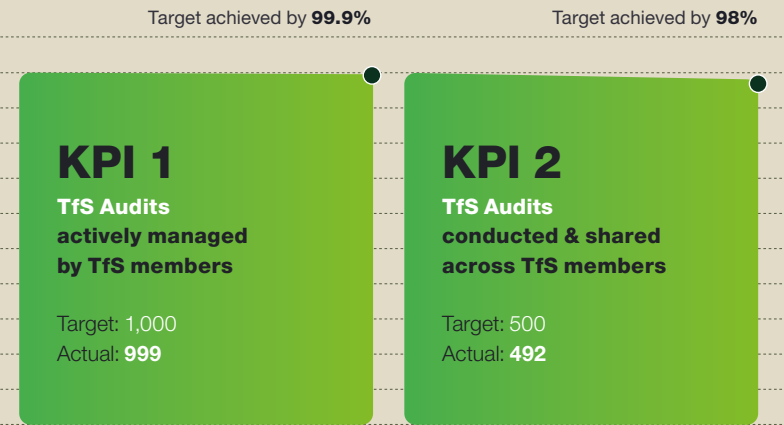 Target achieved by 99.9%
Target achieved by 98%
KPI 1
TfS Audits
actively managed
by TfS members
Target: 1,000
Actual: 999
KPI 2
TfS Audits
conducted & shared
across TfS members
Target: 500
Actual: 492